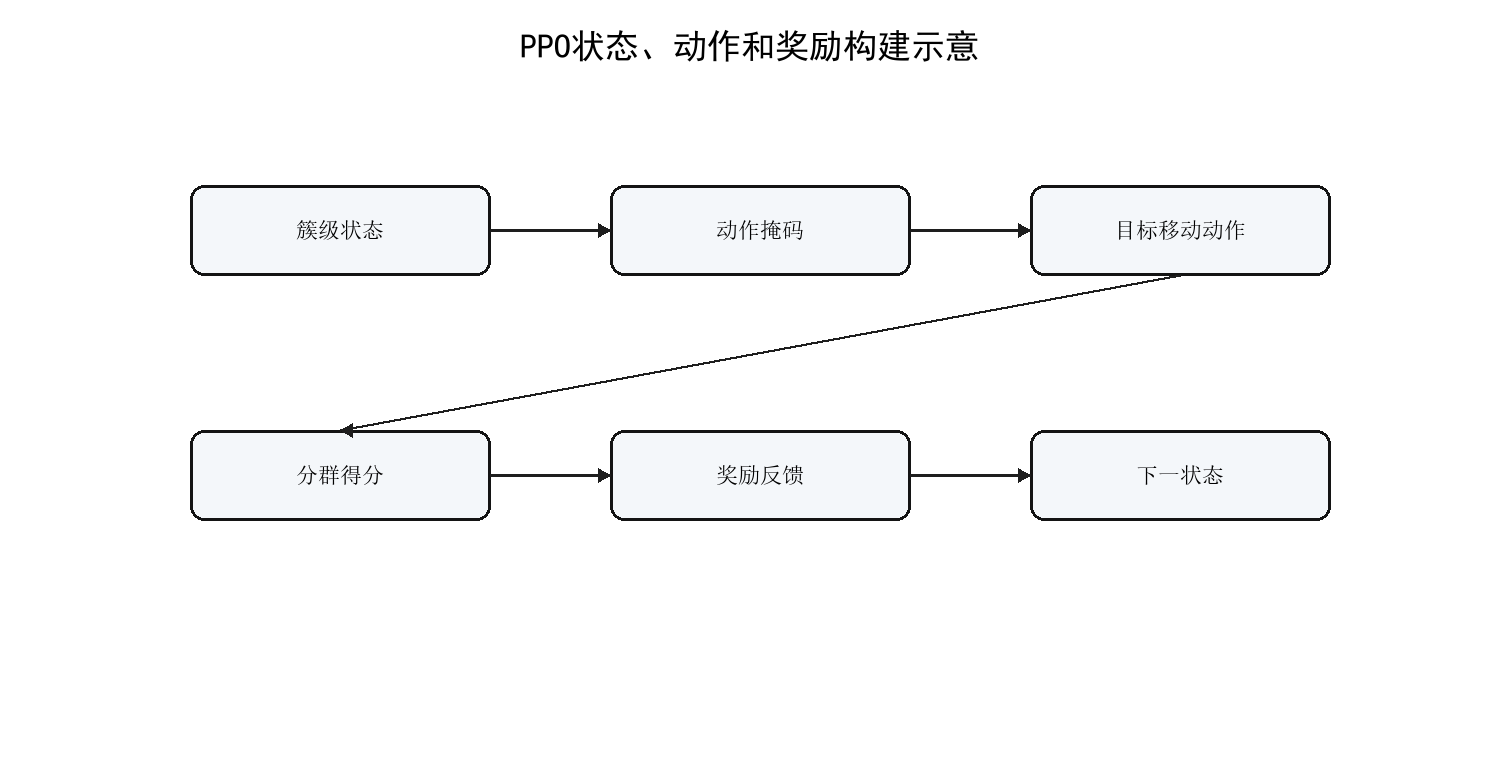 PPO状态、动作和奖励构建示意
簇级状态
动作掩码
目标移动动作
分群得分
奖励反馈
下一状态